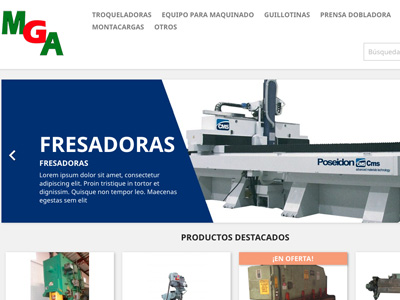 MGA
TROQUELADORAS EQUIPO PARA MAQUINADO GUILLOTINAS PRENSA DOBLADORA
MONTACARGAS OTROS
Búsqueda
FRESADORAS
FRESADORAS
Lorem ipsum dolor sit amet, consectetur
adipiscing elit. Proin tristique in tortor et
dignissim. Quisque non tempor leo. Maecenas
egestas sem elit
CMS
Poseidon Cms
PRODUCTOS DESTACADOS
¡EN OFERTA!